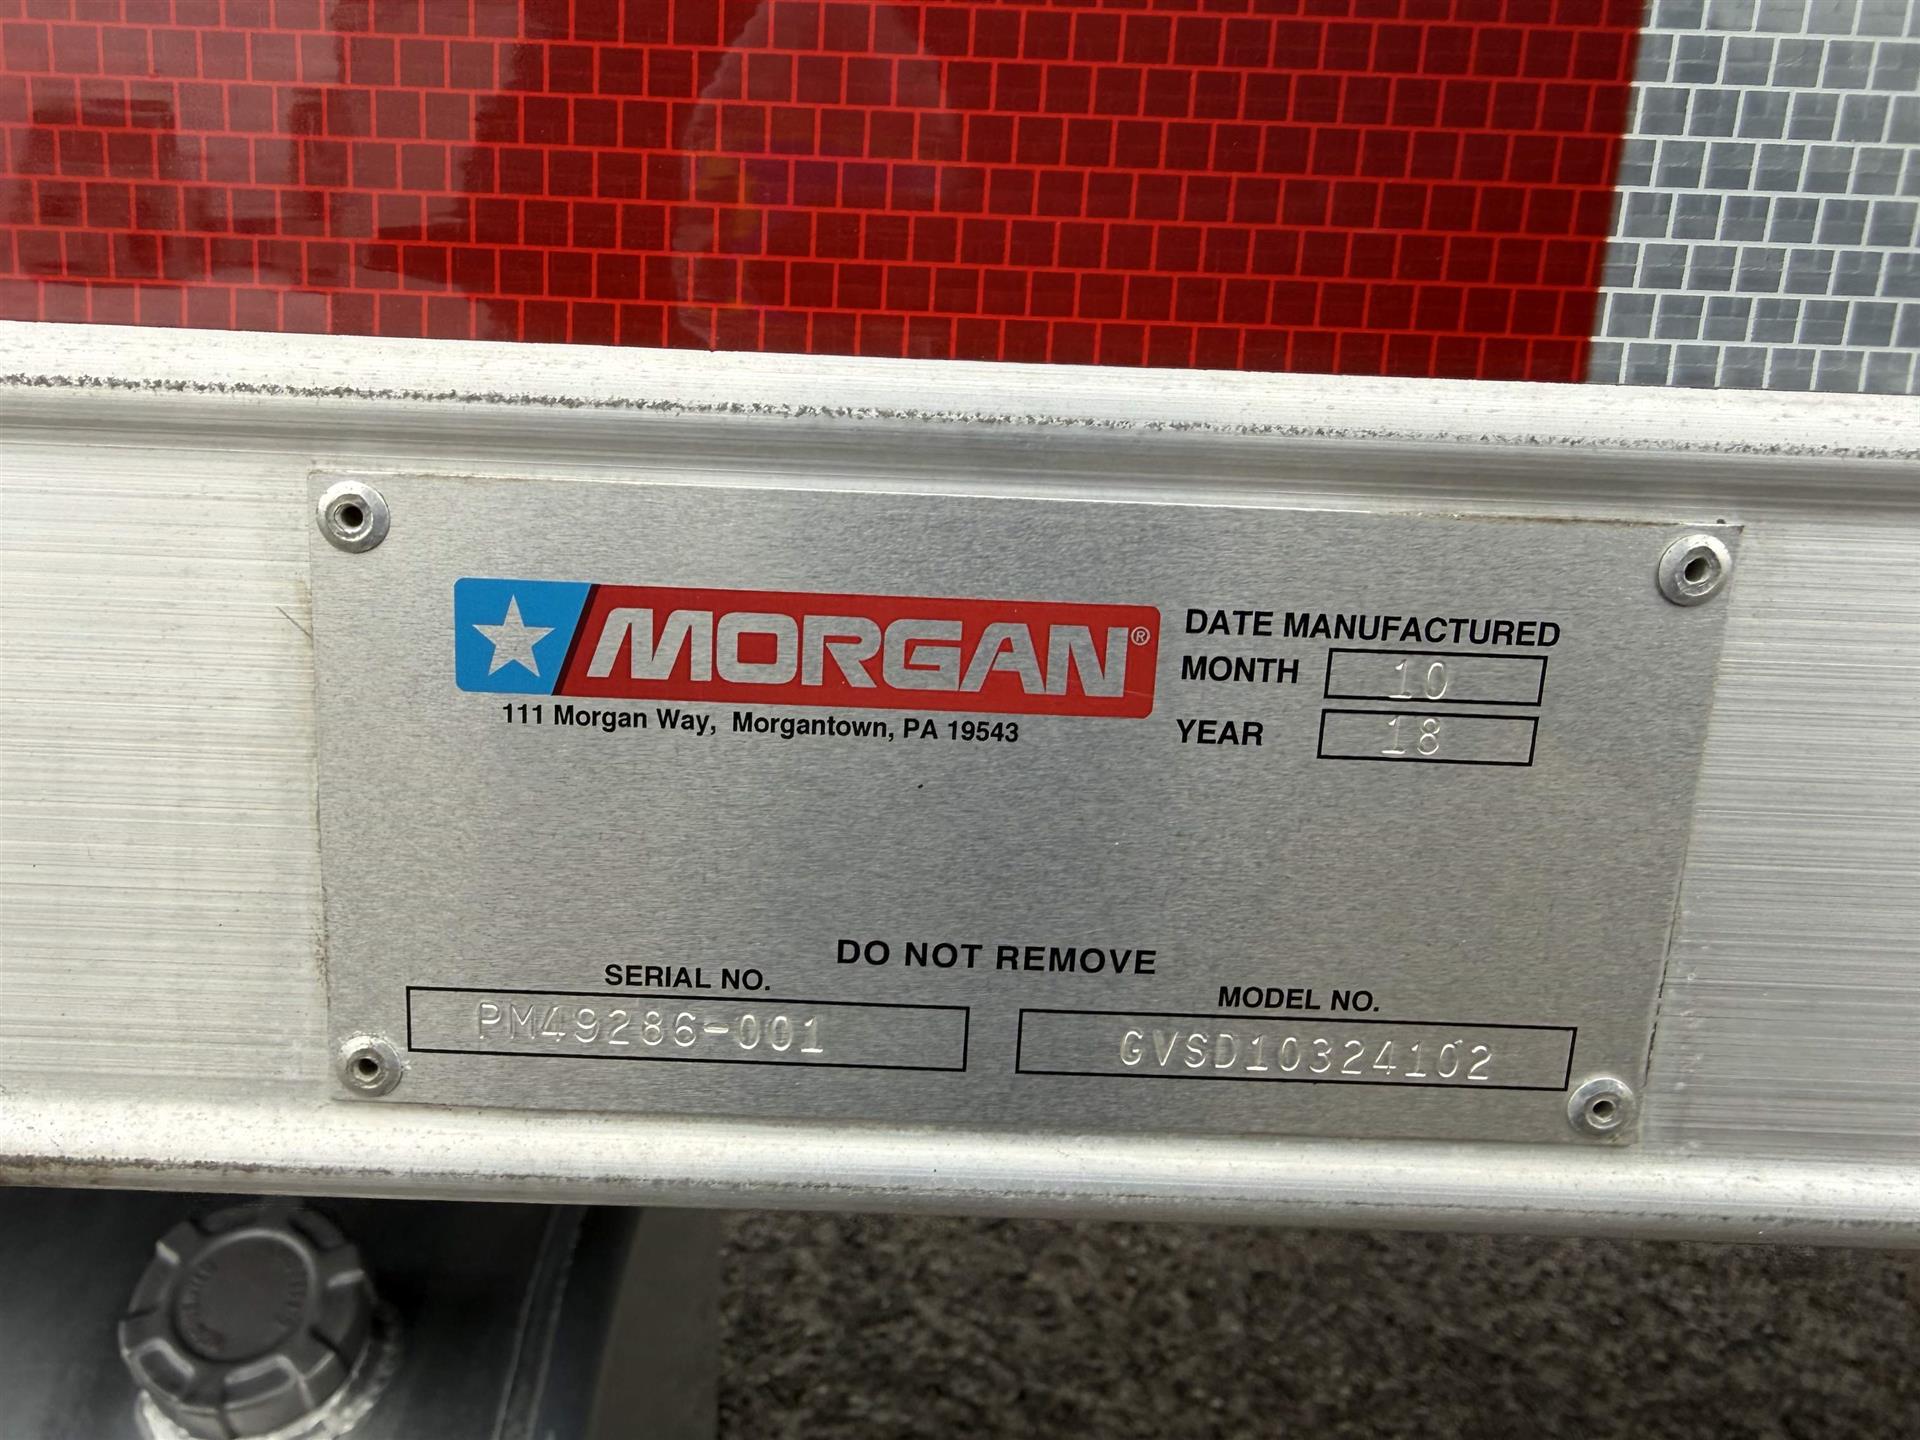 MORGAN®
111 Morgan Way, Morgantown, PA 19543
DATE MANUFACTURED
MONTH 10
YEAR 18
DO NOT REMOVE
SERIAL NO.
PM49286-001
MODEL NO.
GVSD10324102